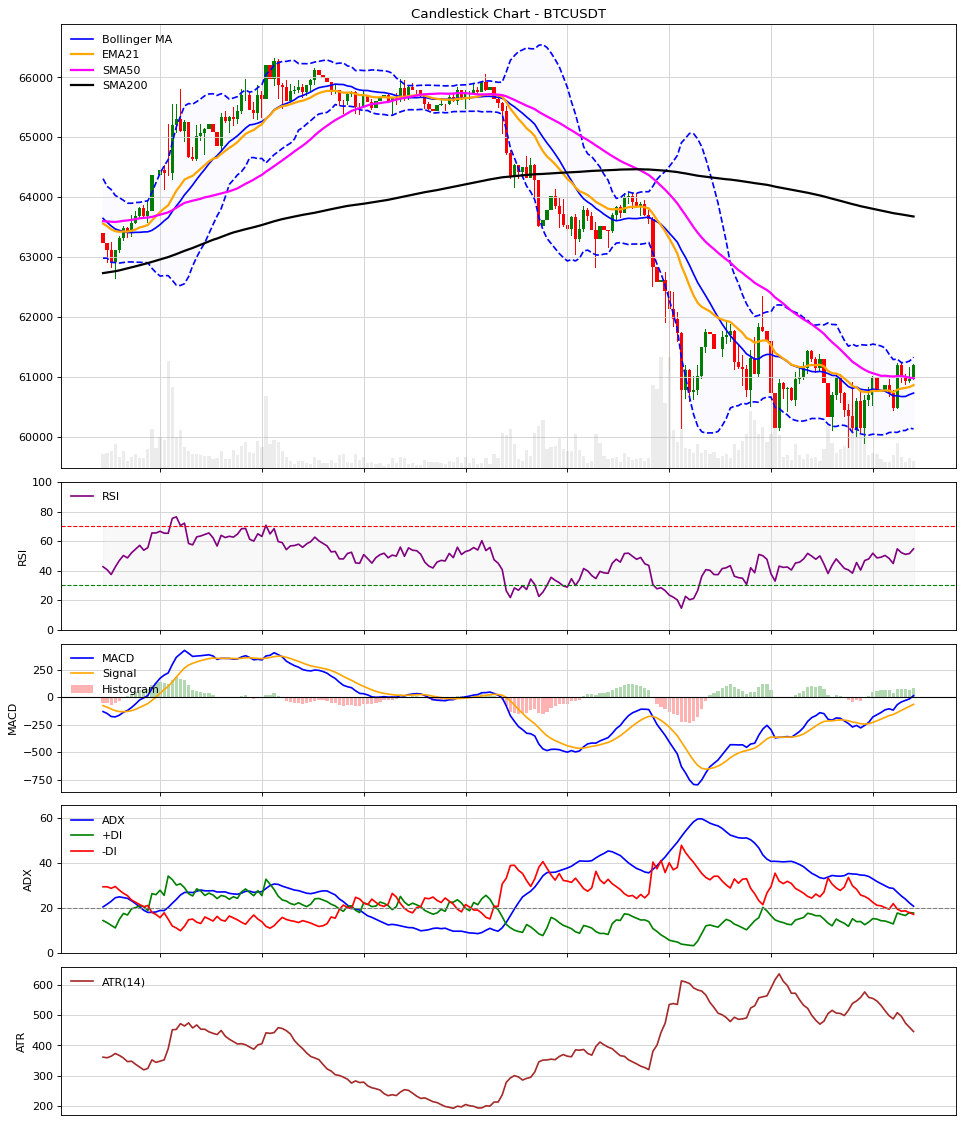 Candlestick Chart - BTCUSDT
Bollinger MA
EMA21
SMA50
SMA200
66000
65000
64000
63000
62000
61000
60000
RSI
RSI
100
80
60
40
20
0
MACD
Signal
Histogram
MACD
250
0
−250
−500
−750
ADX
+DI
-DI
ADX
60
40
20
0
ATR(14)
ATR
600
500
400
300
200